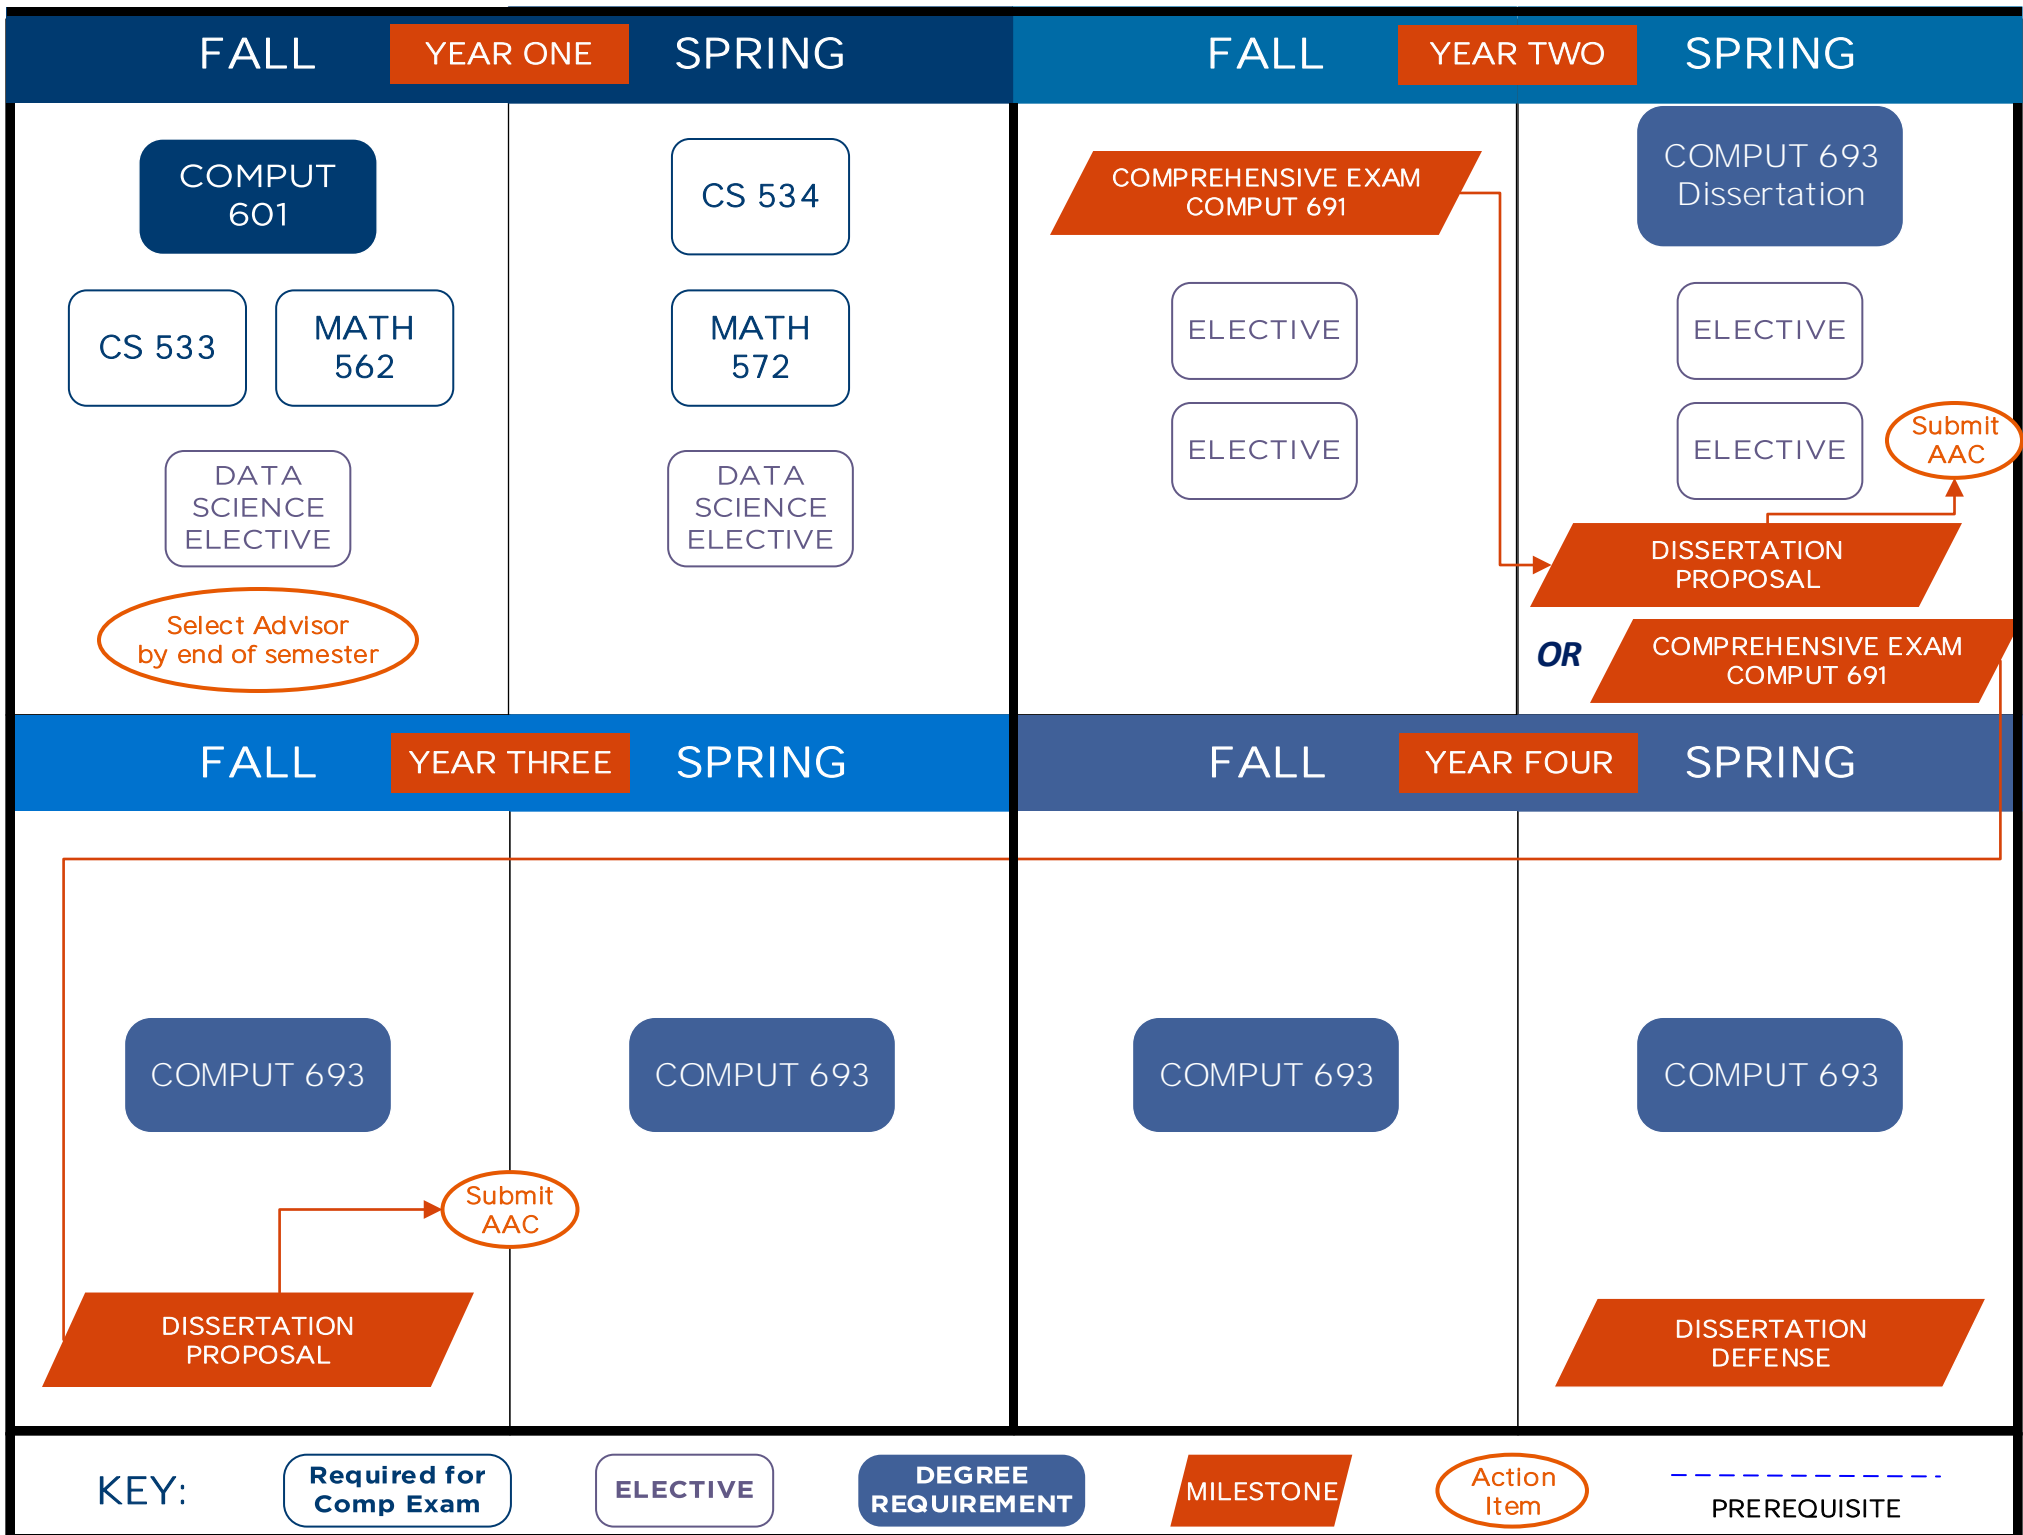 FALL
YEAR ONE
SPRING
FALL
YEAR TWO
SPRING
COMPUT
601
CS 533
MATH
562
DATA
SCIENCE
ELECTIVE
Select Advisor
by end of semester
CS 534
MATH
572
DATA
SCIENCE
ELECTIVE
COMPREHENSIVE EXAM
COMPUT 691
ELECTIVE
ELECTIVE
COMPUT 693
Dissertation
ELECTIVE
ELECTIVE
Submit
AAC
DISSERTATION
PROPOSAL
OR
COMPREHENSIVE EXAM
COMPUT 691
FALL
YEAR THREE
SPRING
FALL
YEAR FOUR
SPRING
COMPUT 693
Submit
AAC
DISSERTATION
PROPOSAL
COMPUT 693
COMPUT 693
COMPUT 693
DISSERTATION
DEFENSE
KEY:
Required for
Comp Exam
ELECTIVE
DEGREE
REQUIREMENT
MILESTONE
Action
Item
PREREQUISITE